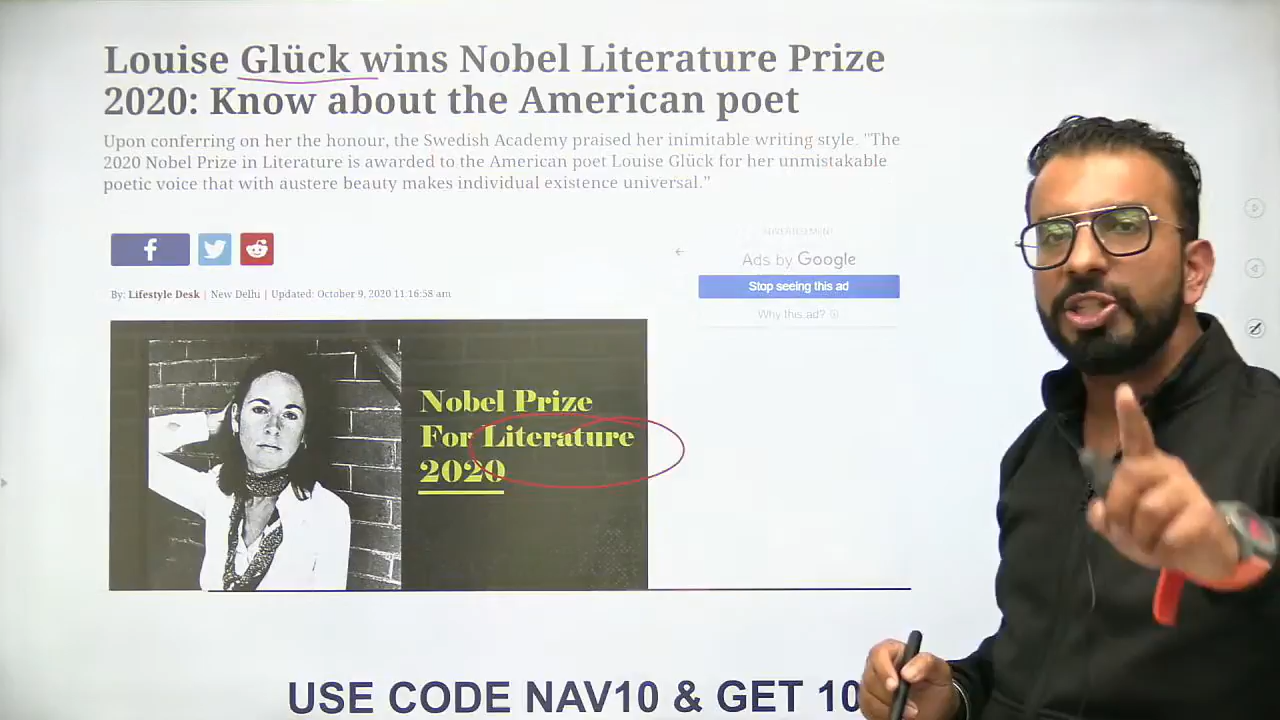 Louise Glück wins Nobel Literature Prize
2020: Know about the American poet
Upon conferring on her the honour, the Swedish Academy praised her inimitable writing style. "The
2020 Nobel Prize in Literature is awarded to the American poet Louise Glück for her unmistakable
poetic voice that with austere beauty makes individual existence universal."
ADVERTISEMENT
Ads by Google
Stop seeing this ad
Why this ad?
By: Lifestyle Desk | New Delhi | Updated: October 9, 2020 11:16:58 am
Nobel Prize
For Literature
2020
USE CODE NAV10 & GET 10